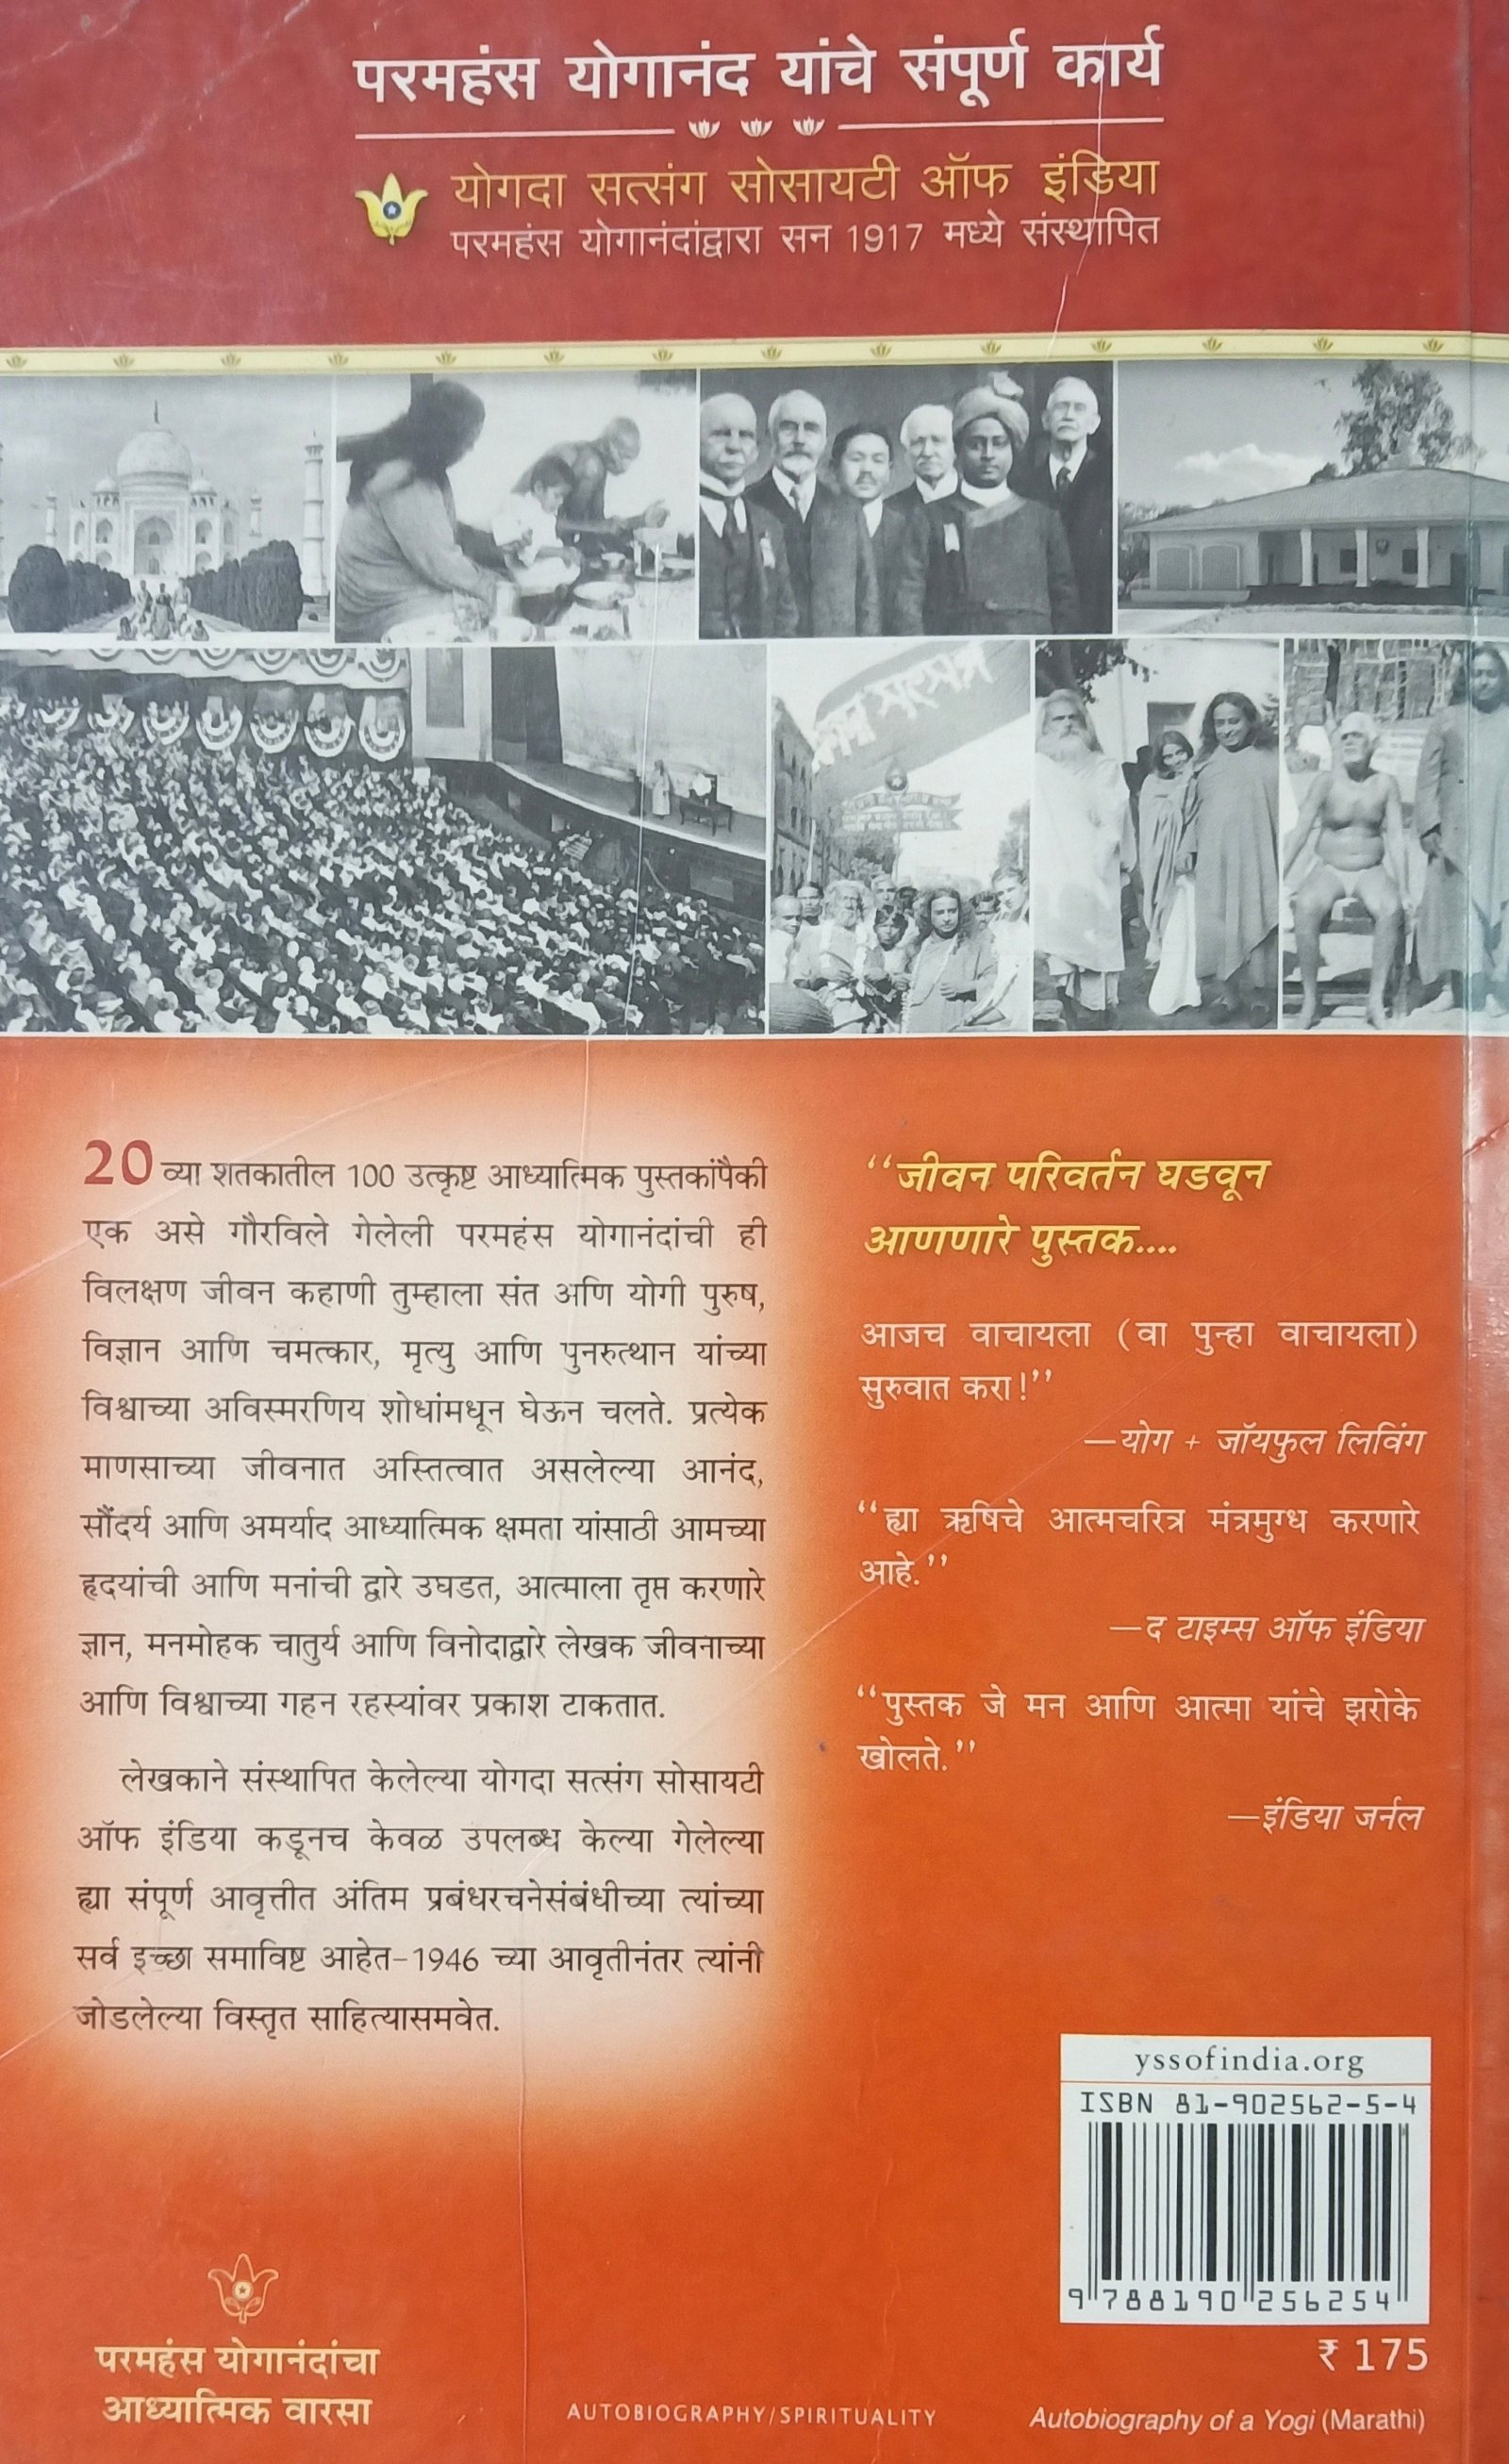 परमहंस योगानंद यांचे संपूर्ण कार्य
योगदा सत्संग सोसायटी ऑफ इंडिया
परमहंस योगानंदांद्वारा सन 1917 मध्ये संस्थापित
20 व्या शतकातील 100 उत्कृष्ट आध्यात्मिक पुस्तकांपैकी
एक असे गौरविले गेलेली परमहंस योगानंदांची ही
विलक्षण जीवन कहाणी तुम्हाला संत अणि योगी पुरुष,
विज्ञान आणि चमत्कार, मृत्यु आणि पुनरुत्थान यांच्या
विश्वाच्या अविस्मरणिय शोधांमधून घेऊन चलते. प्रत्येक
माणसाच्या जीवनात अस्तित्वात असलेल्या आनंद,
सौंदर्य आणि अमर्याद आध्यात्मिक क्षमता यांसाठी आमच्या
हृदयांची आणि मनांची द्वारे उघडत, आत्माला तृप्त करणारे
ज्ञान, मनमोहक चातुर्य आणि विनोदाद्वारे लेखक जीवनाच्या
आणि विश्वाच्या गहन रहस्यांवर प्रकाश टाकतात.
लेखकाने संस्थापित केलेल्या योगदा सत्संग सोसायटी
ऑफ इंडिया कडूनच केवळ उपलब्ध केल्या गेलेल्या
ह्या संपूर्ण आवृत्तीत अंतिम प्रबंधरचनेसंबंधीच्या त्यांच्या
सर्व इच्छा समाविष्ट आहेत–1946 च्या आवृतीनंतर त्यांनी
जोडलेल्या विस्तृत साहित्यासमवेत.
“जीवन परिवर्तन घडवून
आणणारे पुस्तक....
आजच वाचायला (वा पुन्हा वाचायला)
सुरुवात करा!”
—योग + जॉयफुल लिविंग
“ह्या ऋषिचे आत्मचरित्र मंत्रमुग्ध करणारे
आहे.”
—द टाइम्स ऑफ इंडिया
“पुस्तक जे मन आणि आत्मा यांचे झरोके
खोलते.”
—इंडिया जर्नल
yssofindia.org
ISBN 81-902562-5-4
9 788190 256254
₹ 175
परमहंस योगानंदांचा
आध्यात्मिक वारसा
AUTOBIOGRAPHY/SPIRITUALITY
Autobiography of a Yogi (Marathi)